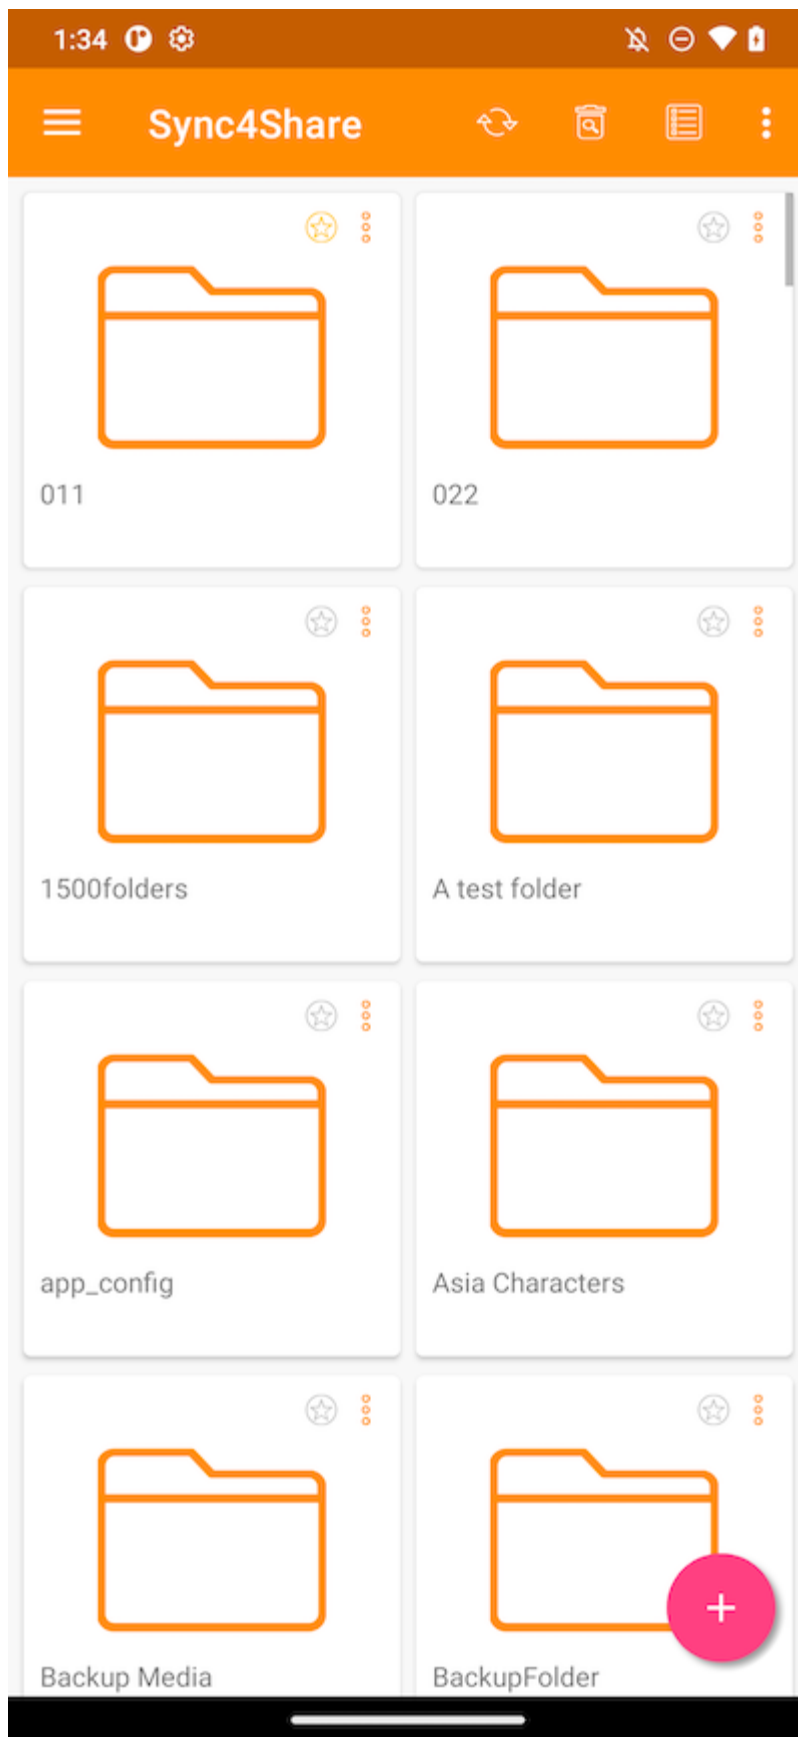 1:34
Sync4Share
011
022
1500folders
A test folder
app_config
Asia Characters
Backup Media
BackupFolder